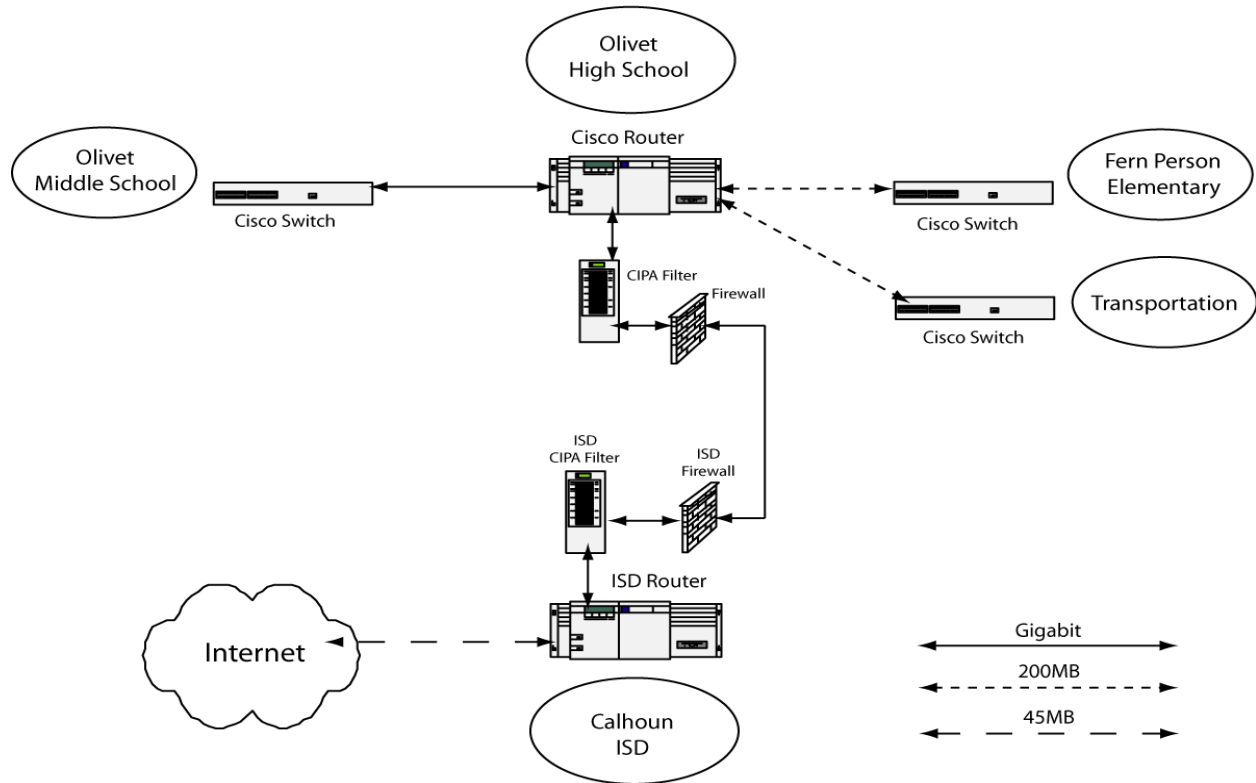 Olivet
High School
Cisco Router
Olivet
Middle School
Cisco Switch
Fern Person
Elementary
Cisco Switch
CIPA Filter
Firewall
Transportation
Cisco Switch
ISD
CIPA Filter
ISD
Firewall
ISD Router
Internet
Calhoun
ISD
Gigabit
200MB
45MB